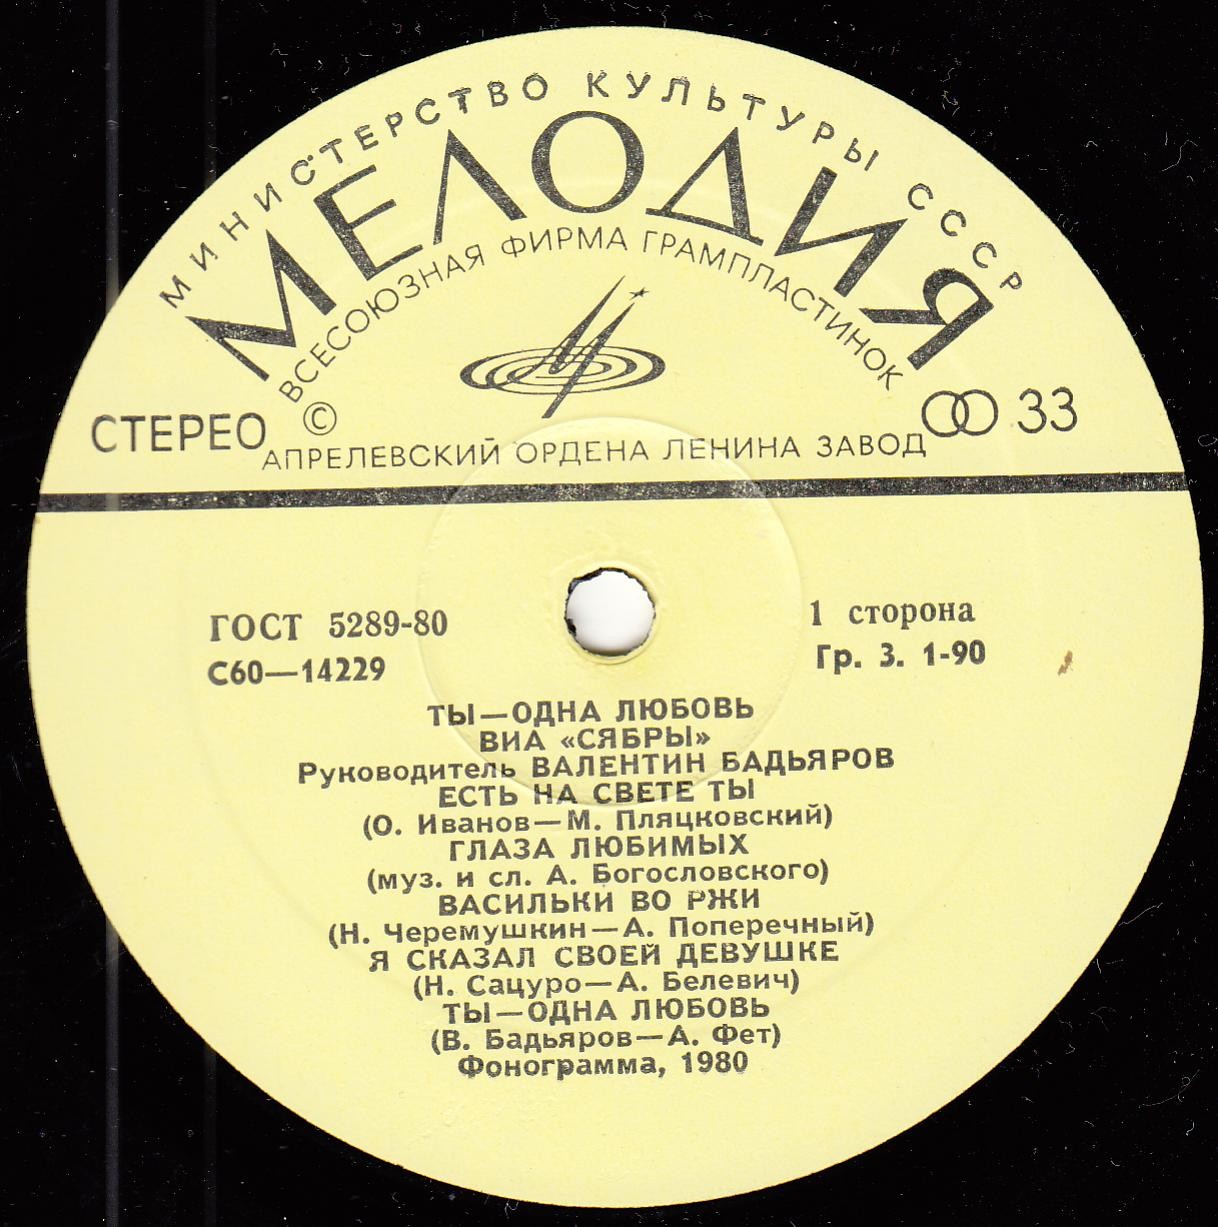 МИНИСТЕРСТВО КУЛЬТУРЫ СССР
МЕЛОДИЯ
ВСЕСОЮЗНАЯ ФИРМА ГРАМПЛАСТИНОК
СТЕРЕО © 33
АПРЕЛЕВСКИЙ ОРДЕНА ЛЕНИНА ЗАВОД
ГОСТ 5289-80
С60—14229
1 сторона
Гр. 3. 1-90
ТЫ—ОДНА ЛЮБОВЬ
ВИА «СЯБРЫ»
Руководитель ВАЛЕНТИН БАДЬЯРОВ
ЕСТЬ НА СВЕТЕ ТЫ
(О. Иванов—М. Пляцковский)
ГЛАЗА ЛЮБИМЫХ
(муз. и сл. А. Богословского)
ВАСИЛЬКИ ВО РЖИ
(Н. Черемушкин—А. Поперечный)
Я СКАЗАЛ СВОЕЙ ДЕВУШКЕ
(Н. Сацуро—А. Белевич)
ТЫ—ОДНА ЛЮБОВЬ
(В. Бадьяров—А. Фет)
Фонограмма, 1980